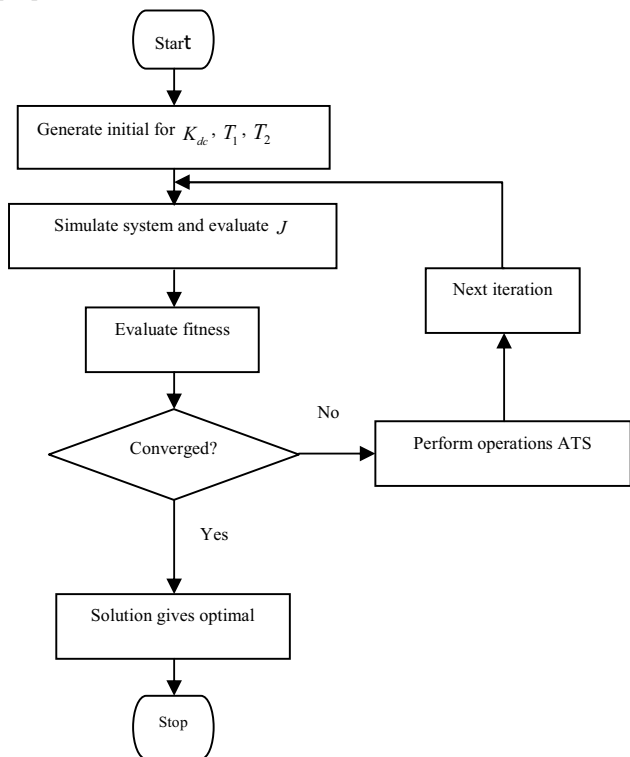 Start
Generate initial for K_dc, T_1, T_2
Simulate system and evaluate J
Next iteration
Evaluate fitness
No
Converged?
Perform operations ATS
Yes
Solution gives optimal
Stop